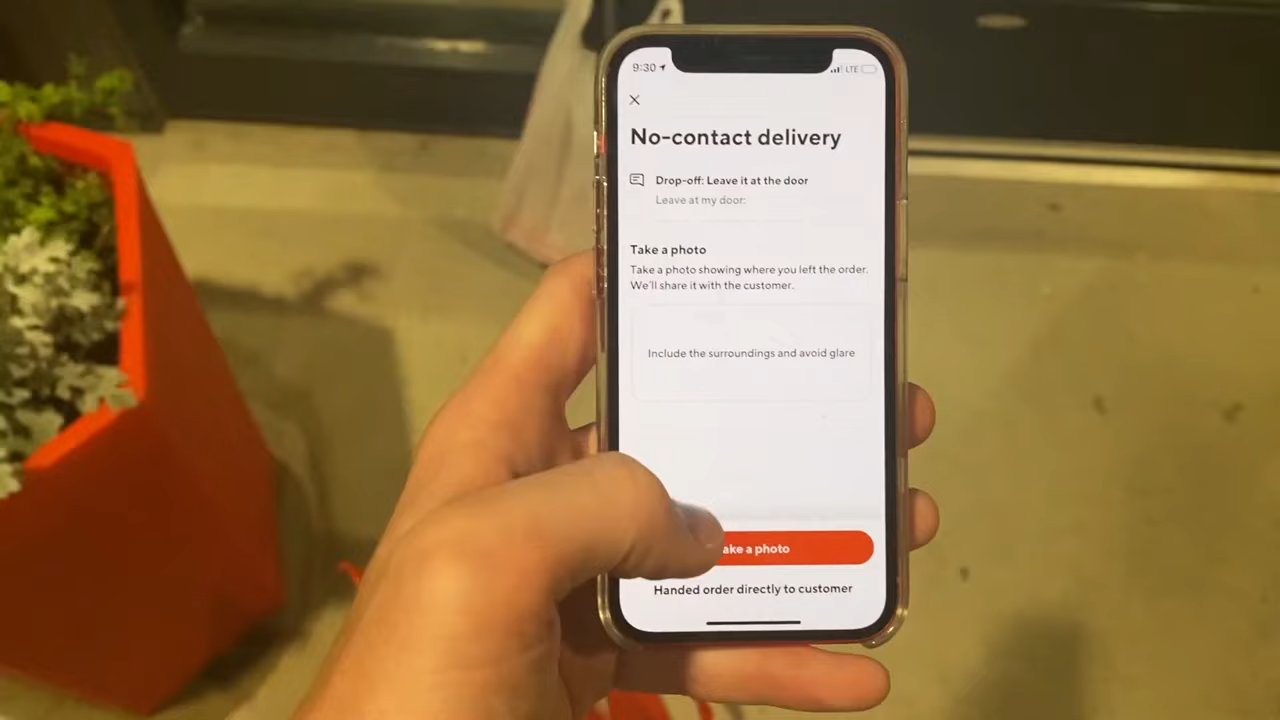 9:30
LTE
No-contact delivery
Drop-off: Leave it at the door
Leave at my door:
Take a photo
Take a photo showing where you left the order.
We'll share it with the customer.
Include the surroundings and avoid glare
ake a photo
Handed order directly to customer